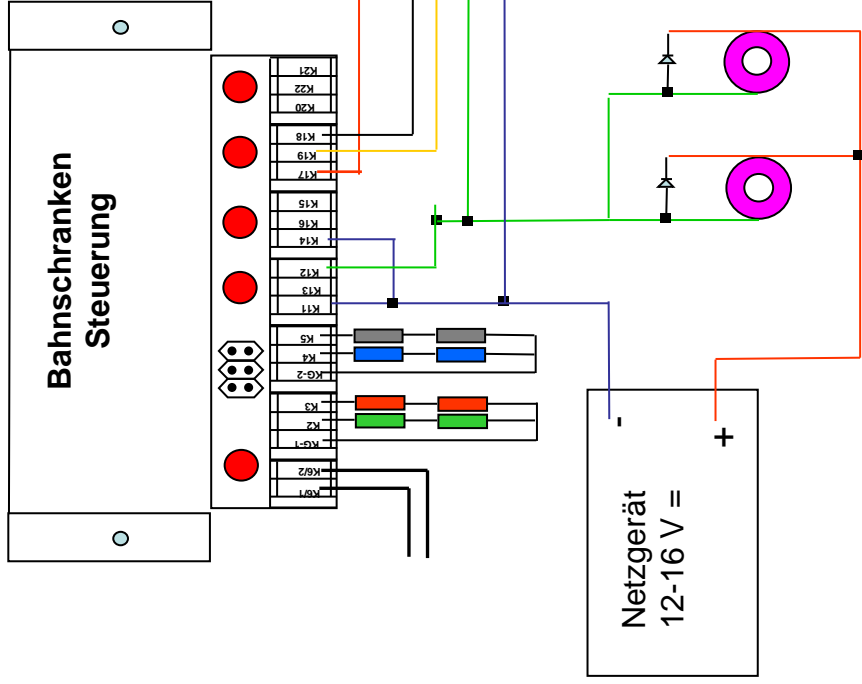 Bahnschranken
Steuerung
K21
K22
K20
K18
K19
K17
K15
K16
K14
K12
K13
K11
K5
K4
KG-2
K3
K2
KG-1
K6/2
K6/1
-
+
Netzgerät
12-16 V =